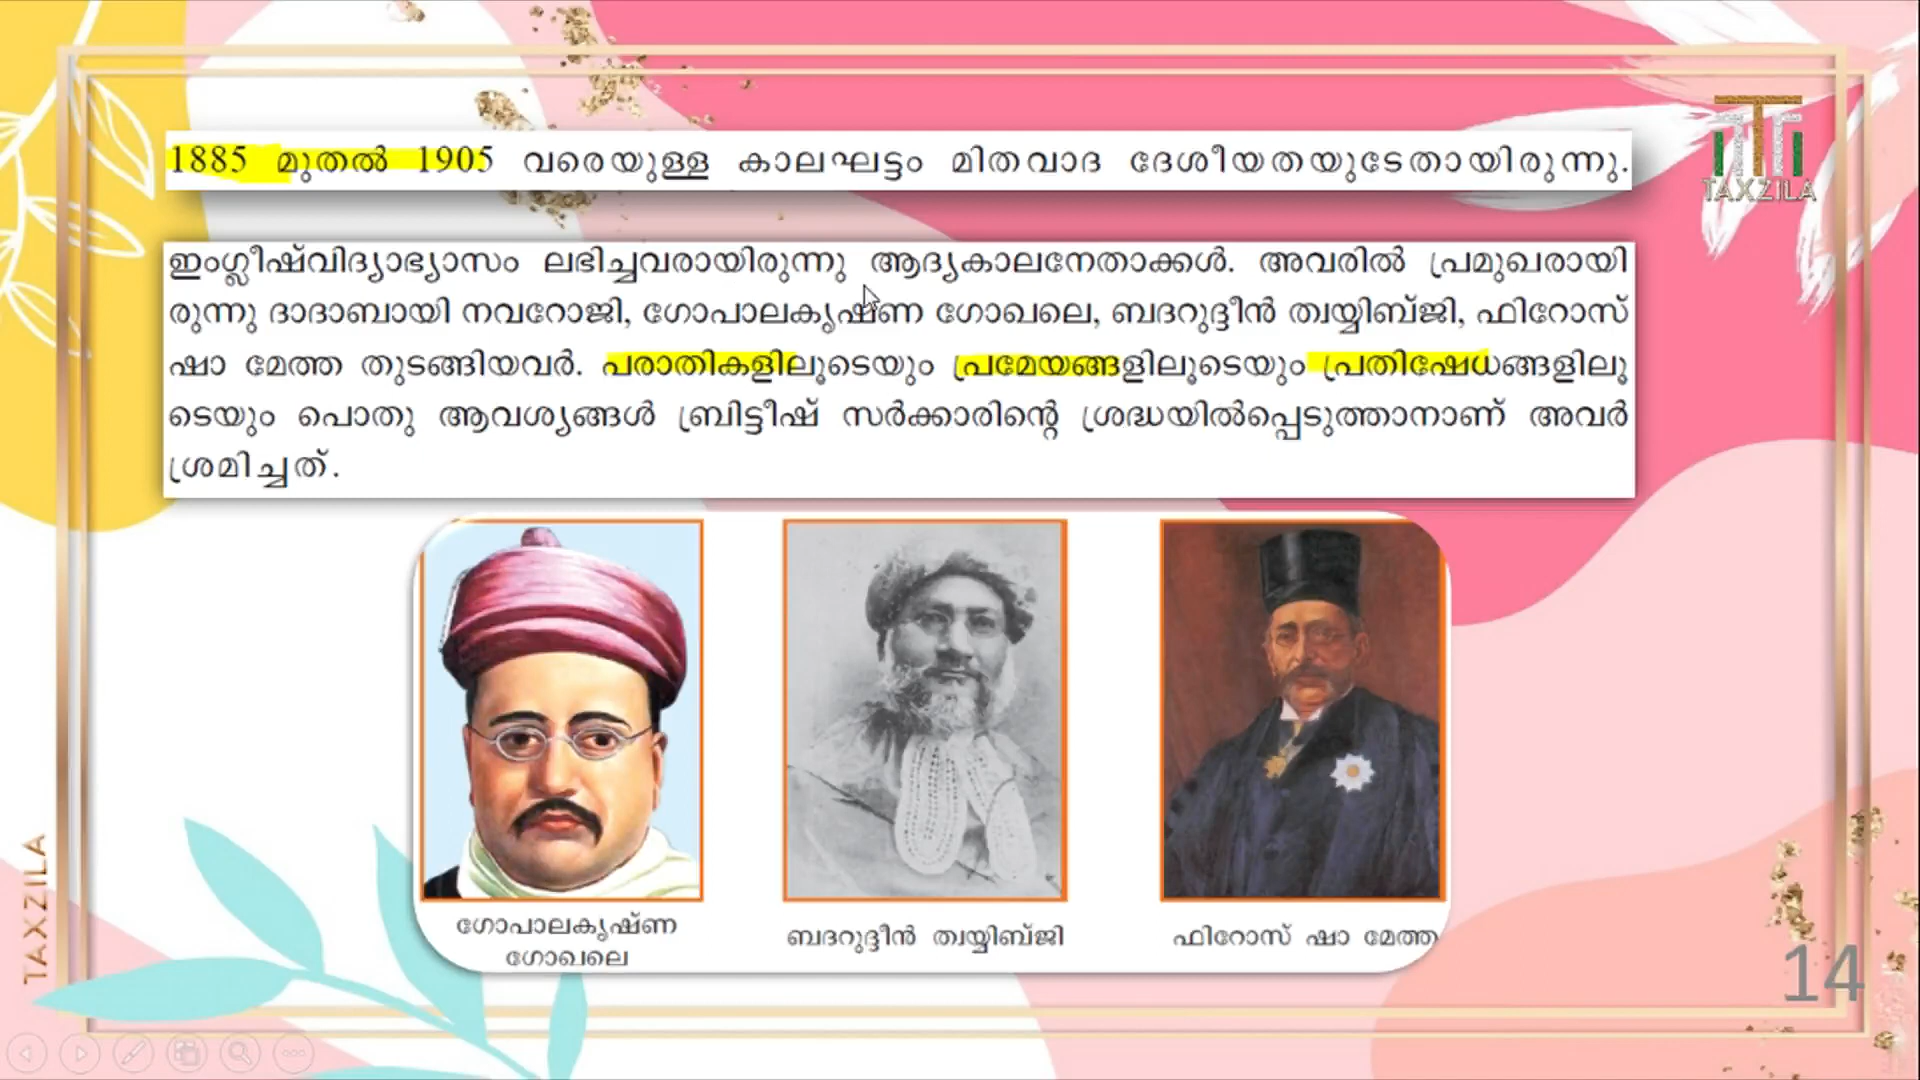 1885 മുതൽ 1905 വരെയുള്ള കാലഘട്ടം മിതവാദ ദേശീയതയുടേതായിരുന്നു.
TAXZILA
ഇംഗ്ലീഷ്‌വിദ്യാഭ്യാസം ലഭിച്ചവരായിരുന്നു ആദ്യകാലനേതാക്കൾ. അവരിൽ പ്രമുഖരായി
രുന്നു ദാദാബായി നവറോജി, ഗോപാലകൃഷ്ണ ഗോഖലെ, ബദറുദ്ദീൻ ത്വയ്യിബ്ജി, ഫിറോസ്
ഷാ മേത്ത തുടങ്ങിയവർ. പരാതികളിലൂടെയും പ്രമേയങ്ങളിലൂടെയും പ്രതിഷേധങ്ങളിലൂ
ടെയും പൊതു ആവശ്യങ്ങൾ ബ്രിട്ടീഷ് സർക്കാരിന്റെ ശ്രദ്ധയിൽപ്പെടുത്താനാണ് അവർ
ശ്രമിച്ചത്.
ഗോപാലകൃഷ്ണ
ഗോഖലെ
ബദറുദ്ദീൻ ത്വയ്യിബ്ജി
ഫിറോസ് ഷാ മേത്ത
TAXZILA
14